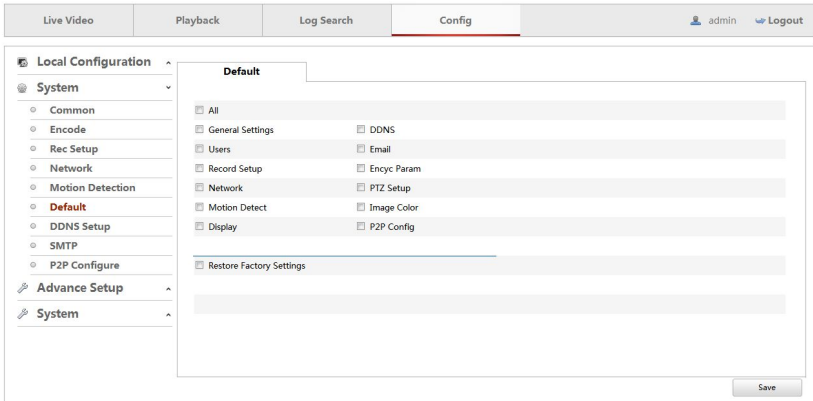 Live Video Playback Log Search Config admin Logout
Local Configuration
System
Common
Encode
Rec Setup
Network
Motion Detection
Default
DDNS Setup
SMTP
P2P Configure
Advance Setup
System
Default
All
General Settings DDNS
Users Email
Record Setup Encyc Param
Network PTZ Setup
Motion Detect Image Color
Display P2P Config
Restore Factory Settings
Save